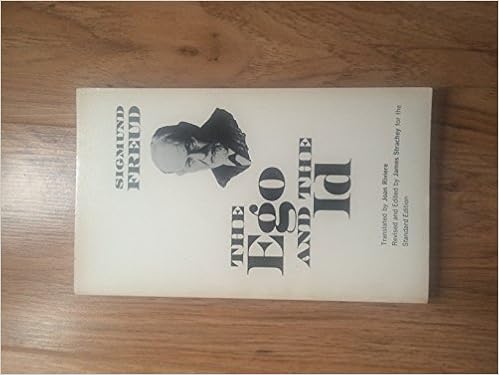 SIGMUND
FREUD
THE
Ego
AND THE
Id
Translated by Joan Riviere
Revised and Edited by James Strachey for the
Standard Edition